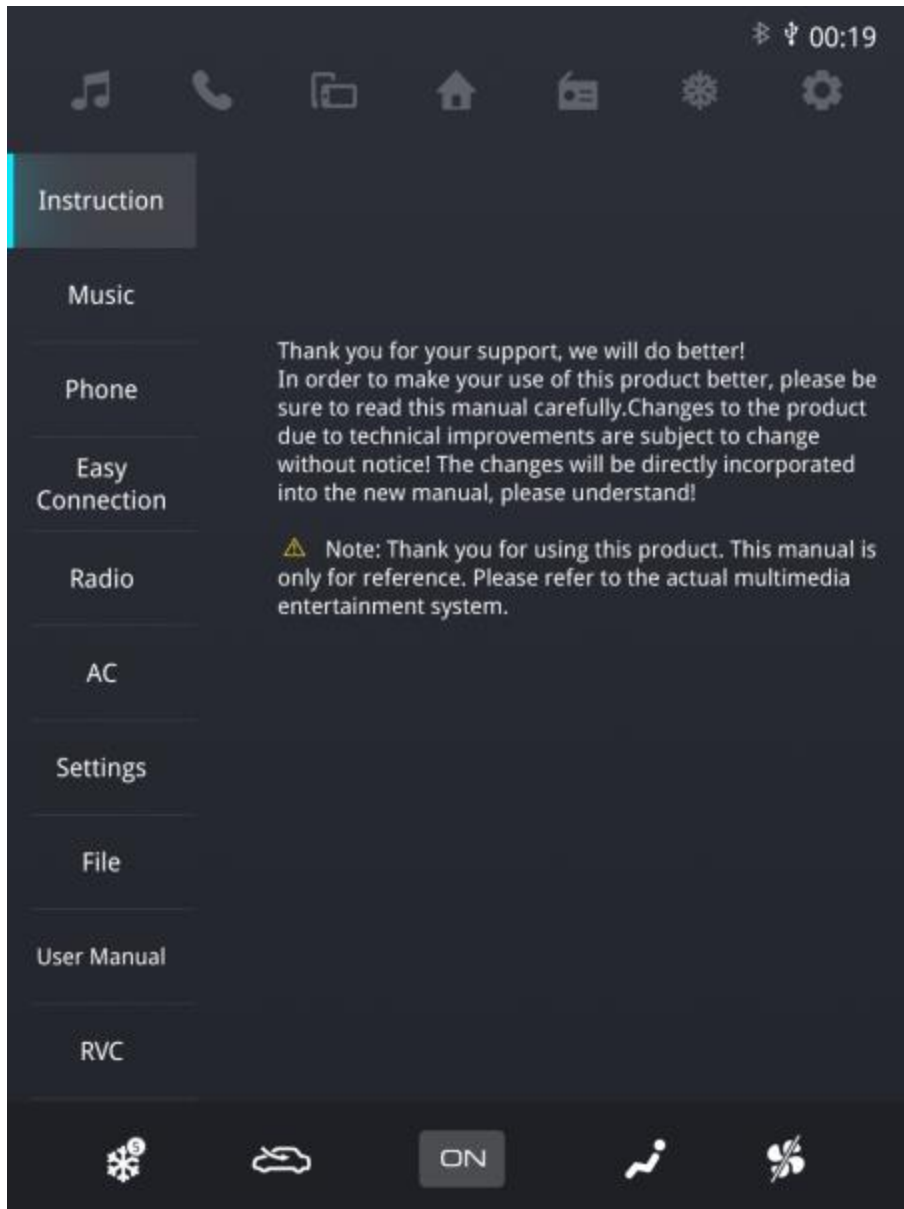 00:19
Instruction
Music
Phone
Easy
Connection
Radio
AC
Settings
File
User Manual
RVC
Thank you for your support, we will do better!
In order to make your use of this product better, please be
sure to read this manual carefully.Changes to the product
due to technical improvements are subject to change
without notice! The changes will be directly incorporated
into the new manual, please understand!
⚠ Note: Thank you for using this product. This manual is
only for reference. Please refer to the actual multimedia
entertainment system.
S
ON